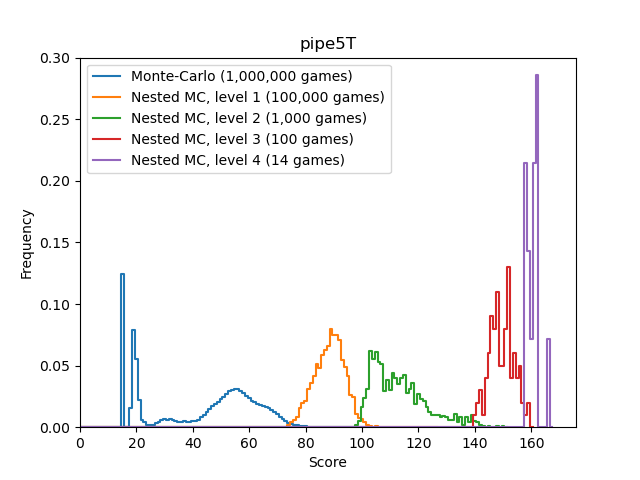 pipe5T
0.30
Monte-Carlo (1,000,000 games)
Nested MC, level 1 (100,000 games)
Nested MC, level 2 (1,000 games)
Nested MC, level 3 (100 games)
Nested MC, level 4 (14 games)
0.25
0.20
0.15
0.10
0.05
0.00
Frequency
0 20 40 60 80 100 120 140 160
Score